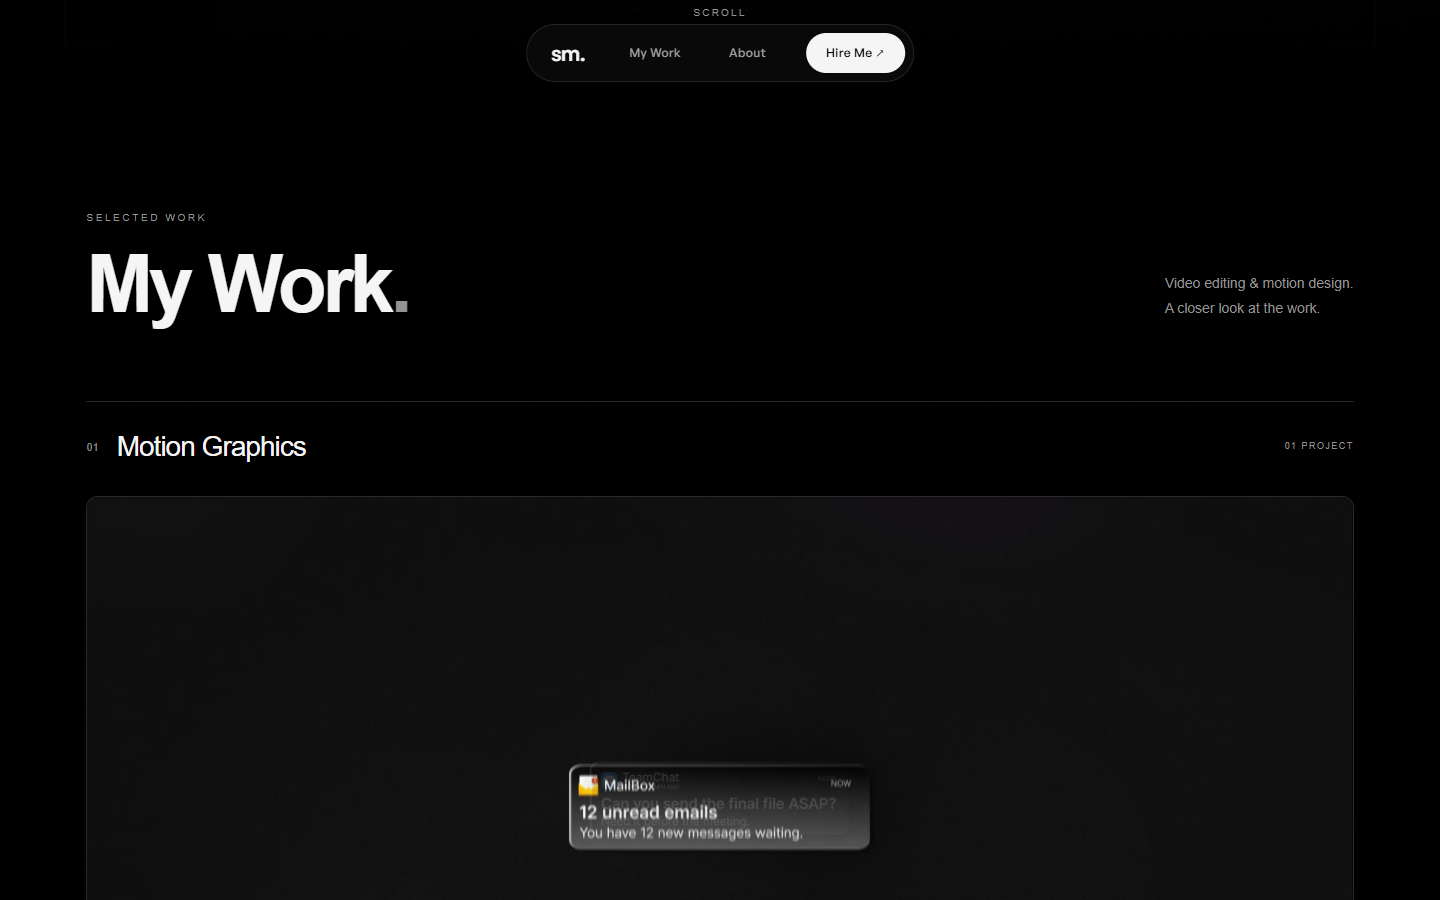 01
SCROLL
sm.
My Work
About
Hire Me ↗
SELECTED WORK
My Work.
Video editing & motion design.
A closer look at the work.
01
Motion Graphics
01 PROJECT
TeamChat
MailBox
NOW
Can you send the final file ASAP?
12 unread emails
You have 12 new messages waiting.